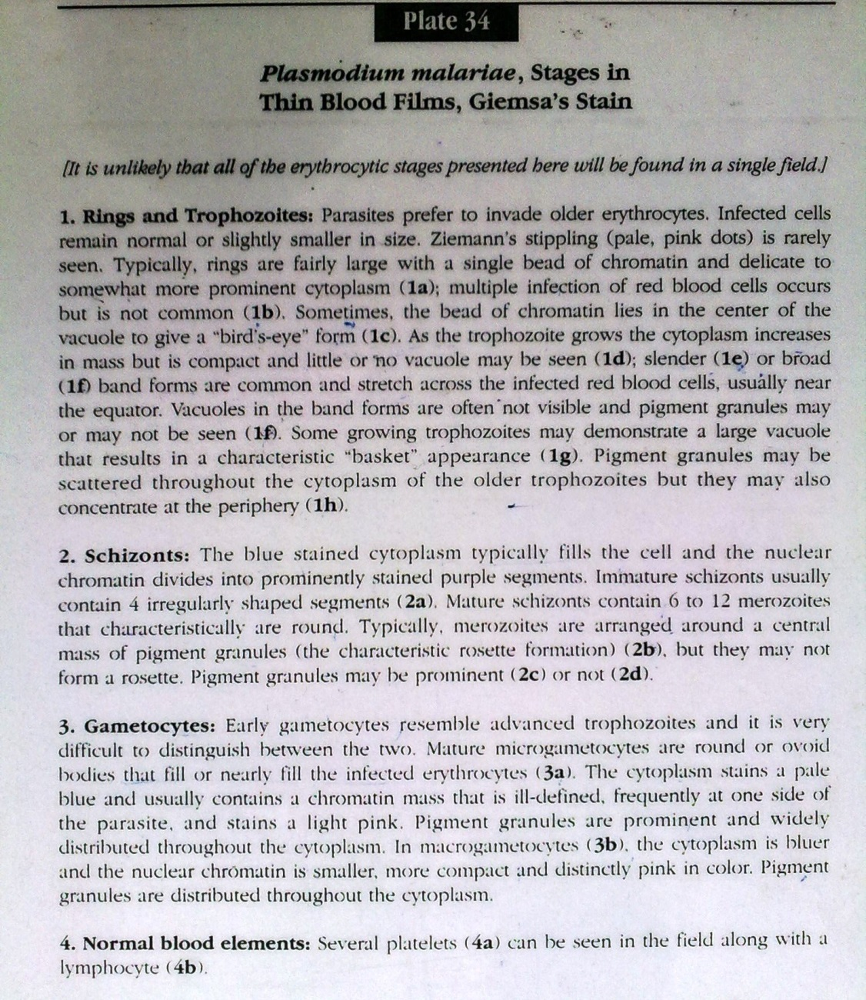 Plate 34
Plasmodium malariae, Stages in
Thin Blood Films, Giemsa's Stain
[It is unlikely that all of the erythrocytic stages presented here will be found in a single field.]
1. Rings and Trophozoites: Parasites prefer to invade older erythrocytes. Infected cells
remain normal or slightly smaller in size. Ziemann's stippling (pale, pink dots) is rarely
seen. Typically, rings are fairly large with a single bead of chromatin and delicate to
somewhat more prominent cytoplasm (1a); multiple infection of red blood cells occurs
but is not common (1b). Sometimes, the bead of chromatin lies in the center of the
vacuole to give a "bird's-eye" form (1c). As the trophozoite grows the cytoplasm increases
in mass but is compact and little or no vacuole may be seen (1d); slender (1e) or broad
(1f) band forms are common and stretch across the infected red blood cells, usually near
the equator. Vacuoles in the band forms are often not visible and pigment granules may
or may not be seen (1f). Some growing trophozoites may demonstrate a large vacuole
that results in a characteristic "basket" appearance (1g). Pigment granules may be
scattered throughout the cytoplasm of the older trophozoites but they may also
concentrate at the periphery (1h).
2. Schizonts: The blue stained cytoplasm typically fills the cell and the nuclear
chromatin divides into prominently stained purple segments. Immature schizonts usually
contain 4 irregularly shaped segments (2a). Mature schizonts contain 6 to 12 merozoites
that characteristically are round. Typically, merozoites are arranged around a central
mass of pigment granules (the characteristic rosette formation) (2b), but they may not
form a rosette. Pigment granules may be prominent (2c) or not (2d).
3. Gametocytes: Early gametocytes resemble advanced trophozoites and it is very
difficult to distinguish between the two. Mature microgametocytes are round or ovoid
bodies that fill or nearly fill the infected erythrocytes (3a). The cytoplasm stains a pale
blue and usually contains a chromatin mass that is ill-defined, frequently at one side of
the parasite, and stains a light pink. Pigment granules are prominent and widely
distributed throughout the cytoplasm. In macrogametocytes (3b), the cytoplasm is bluer
and the nuclear chromatin is smaller, more compact and distinctly pink in color. Pigment
granules are distributed throughout the cytoplasm.
4. Normal blood elements: Several platelets (4a) can be seen in the field along with a
lymphocyte (4b).